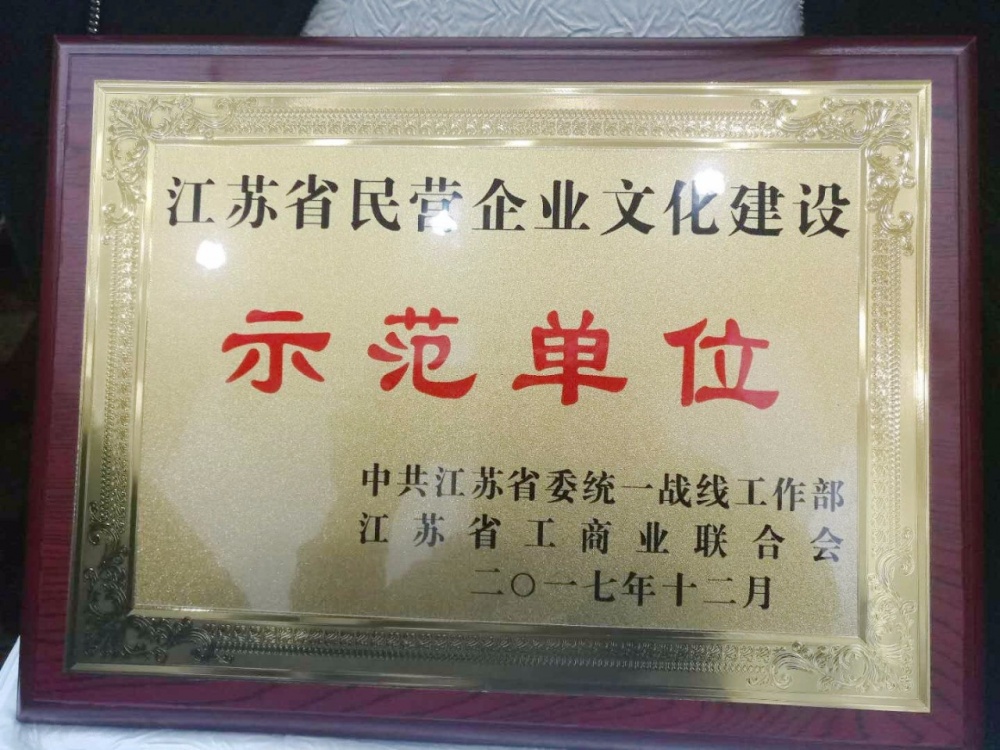 江苏省民营企业文化建设
示范单位
中共江苏省委统一战线工作部
江苏省工商业联合会
二〇一七年十二月